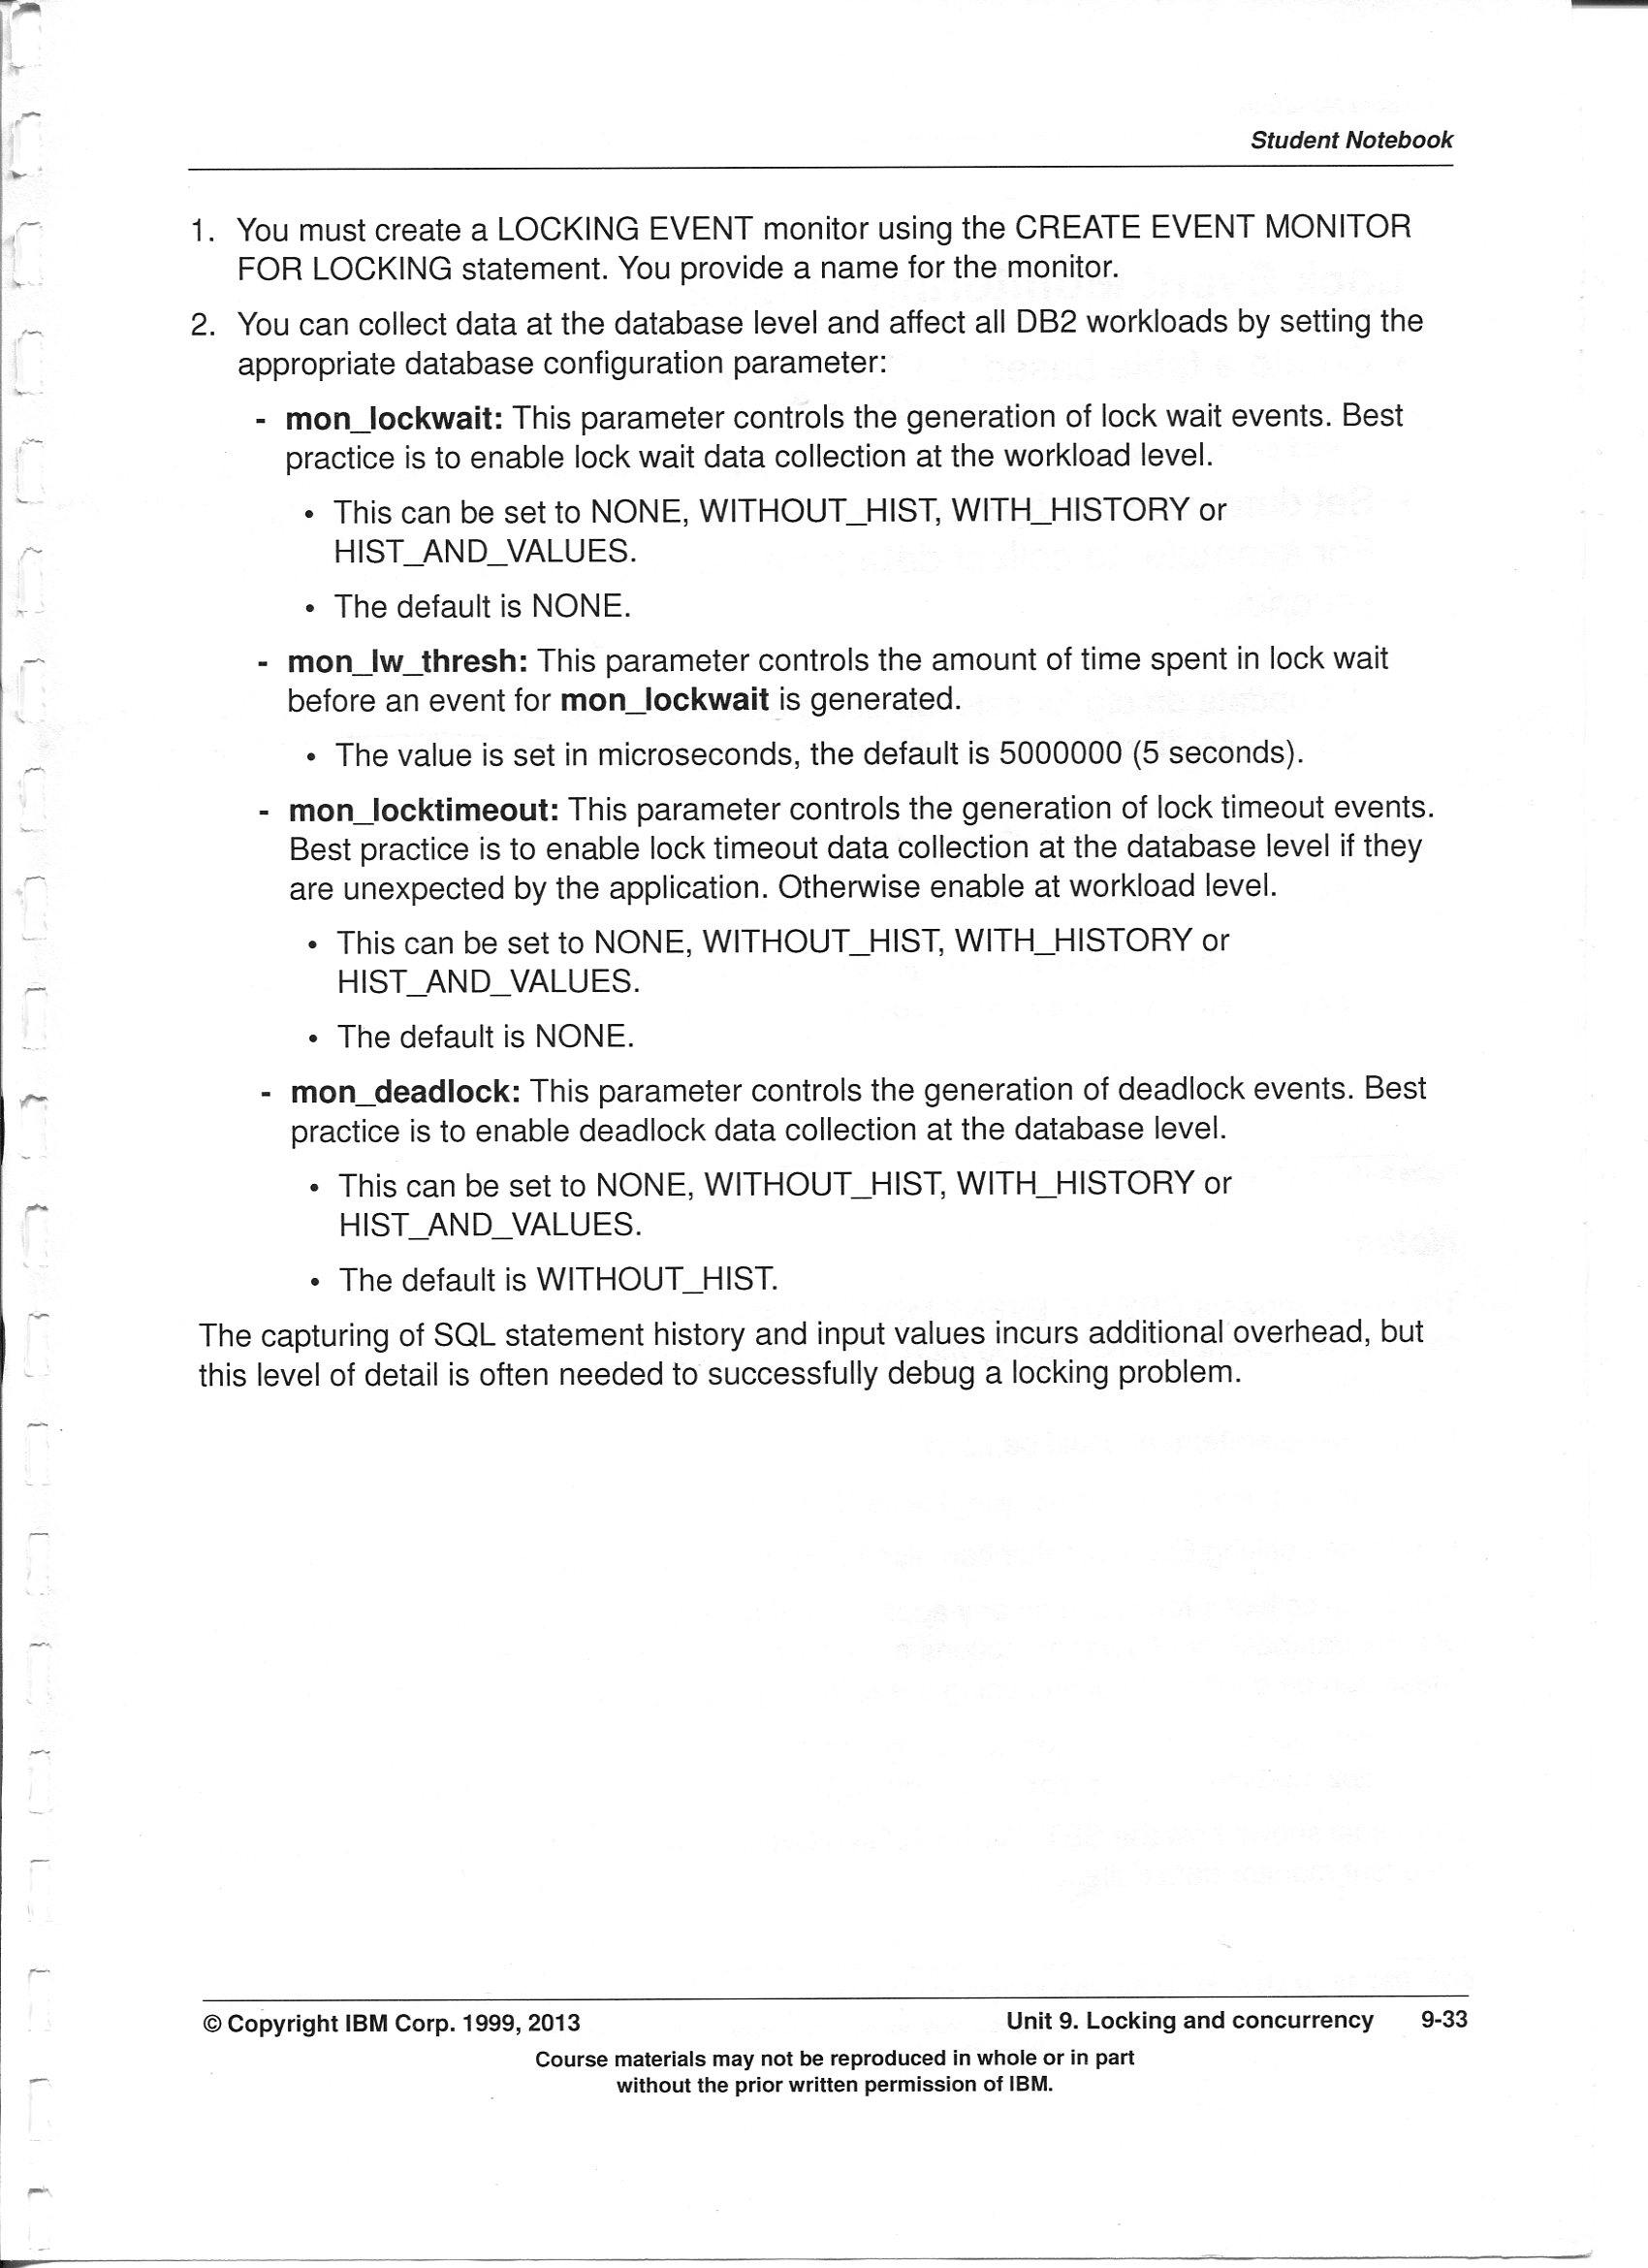 Student Notebook
1. You must create a LOCKING EVENT monitor using the CREATE EVENT MONITOR
FOR LOCKING statement. You provide a name for the monitor.
2. You can collect data at the database level and affect all DB2 workloads by setting the
appropriate database configuration parameter:
- mon_lockwait: This parameter controls the generation of lock wait events. Best
practice is to enable lock wait data collection at the workload level.
• This can be set to NONE, WITHOUT_HIST, WITH_HISTORY or
HIST_AND_VALUES.
• The default is NONE.
- mon_lw_thresh: This parameter controls the amount of time spent in lock wait
before an event for mon_lockwait is generated.
• The value is set in microseconds, the default is 5000000 (5 seconds).
- mon_locktimeout: This parameter controls the generation of lock timeout events.
Best practice is to enable lock timeout data collection at the database level if they
are unexpected by the application. Otherwise enable at workload level.
• This can be set to NONE, WITHOUT_HIST, WITH_HISTORY or
HIST_AND_VALUES.
• The default is NONE.
- mon_deadlock: This parameter controls the generation of deadlock events. Best
practice is to enable deadlock data collection at the database level.
• This can be set to NONE, WITHOUT_HIST, WITH_HISTORY or
HIST_AND_VALUES.
• The default is WITHOUT_HIST.
The capturing of SQL statement history and input values incurs additional overhead, but
this level of detail is often needed to successfully debug a locking problem.
© Copyright IBM Corp. 1999, 2013 Unit 9. Locking and concurrency 9-33
Course materials may not be reproduced in whole or in part
without the prior written permission of IBM.